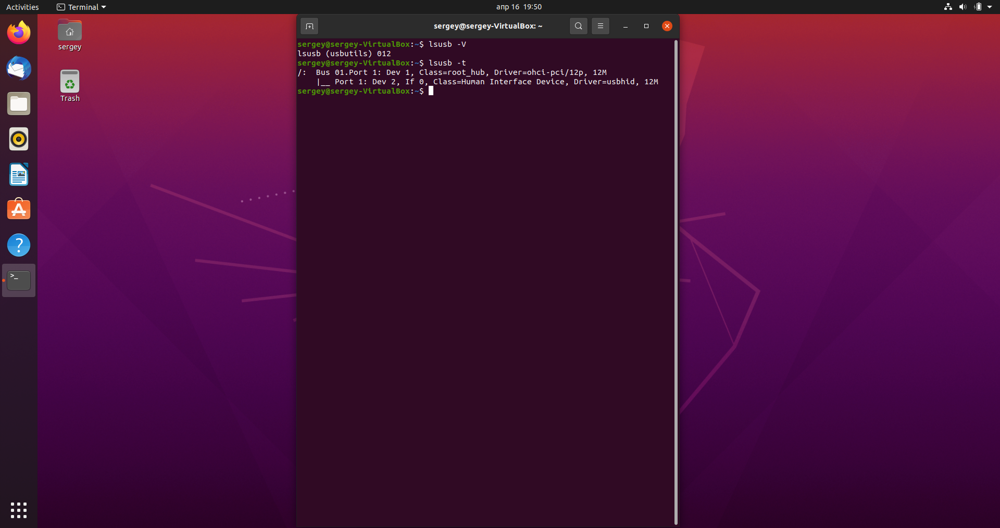 Activities
Terminal
апр 16 19:50
sergey
Trash
sergey@sergey-VirtualBox: ~
sergey@sergey-VirtualBox:~$ lsusb -V
lsusb (usbutils) 012
sergey@sergey-VirtualBox:~$ lsusb -t
/:  Bus 01.Port 1: Dev 1, Class=root_hub, Driver=ohci-pci/12p, 12M
    |__ Port 1: Dev 2, If 0, Class=Human Interface Device, Driver=usbhid, 12M
sergey@sergey-VirtualBox:~$